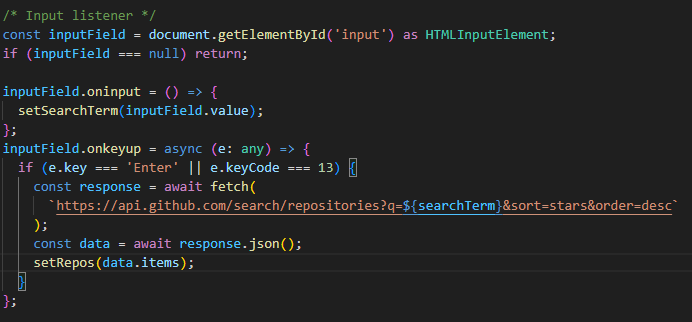 /* Input listener */
const inputField = document.getElementById('input') as HTMLInputElement;
if (inputField === null) return;
inputField.oninput = () => {
setSearchTerm(inputField.value);
};
inputField.onkeyup = async (e: any) => {
if (e.key === 'Enter' || e.keyCode === 13) {
const response = await fetch(
`https://api.github.com/search/repositories?q=${searchTerm}&sort=stars&order=desc`
);
const data = await response.json();
setRepos(data.items);
}
};